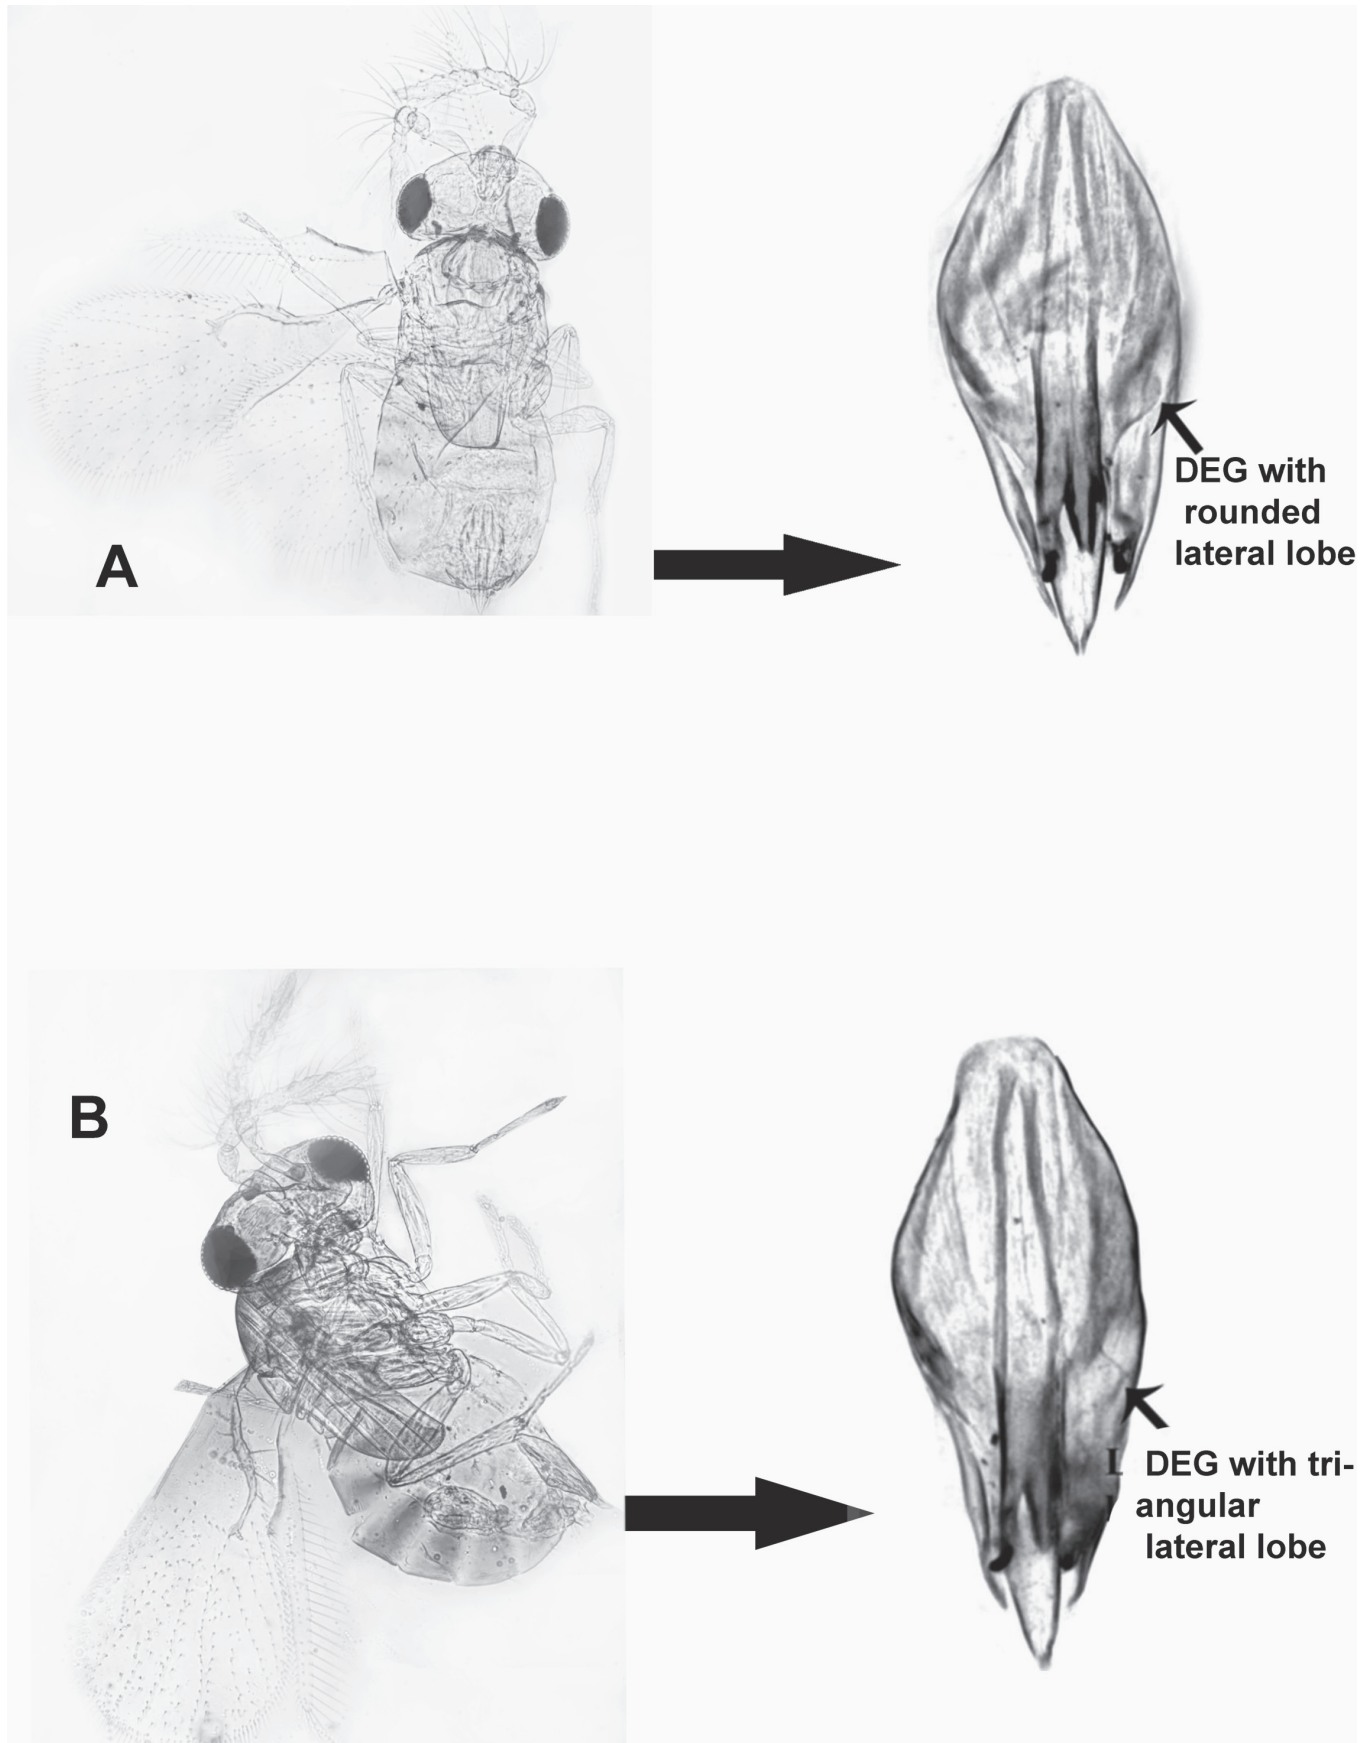 A
DEG with
rounded
lateral lobe
B
L DEG with tri-
angular
lateral lobe